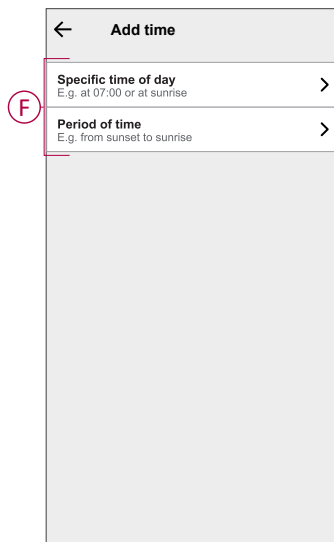 Add time
Specific time of day
E.g. at 07:00 or at sunrise
F
Period of time
E.g. from sunset to sunrise